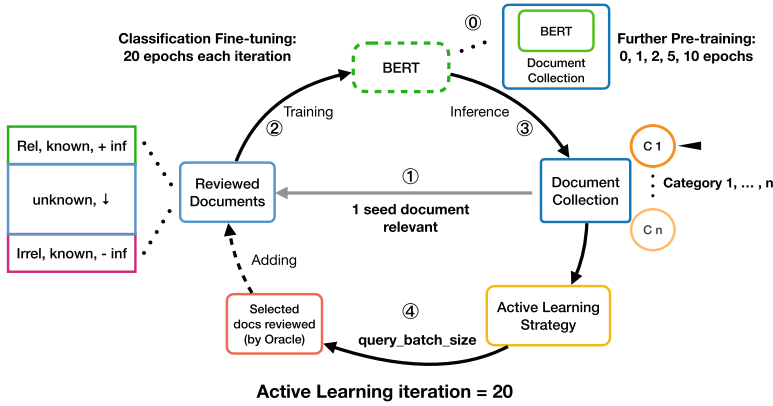 Classification Fine-tuning:
20 epochs each iteration
⓪
BERT
BERT
Document
Collection
Further Pre-training:
0, 1, 2, 5, 10 epochs
Training
②
Inference
③
Rel, known, + inf
unknown, ↓
Irrel, known, - inf
Reviewed
Documents
①
1 seed document
relevant
Document
Collection
C 1
Category 1, ... , n
C n
Adding
Selected
docs reviewed
(by Oracle)
④
query_batch_size
Active Learning
Strategy
Active Learning iteration = 20